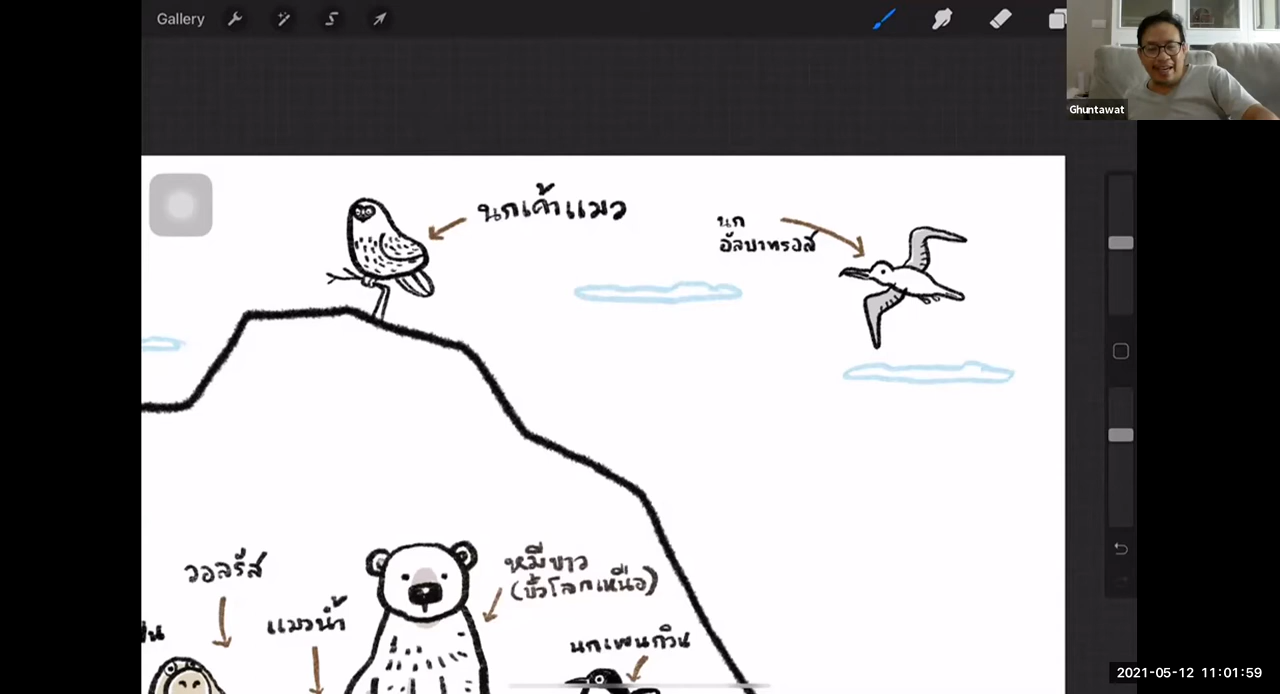 Gallery
Ghuntawat
นกเค้าแมว
นก
อัลบาทรอส
วอลรัส
แมวน้ำ
หมีขาว
(ขั้วโลกเหนือ)
นกเพนกวิน
2021-05-12 11:01:59